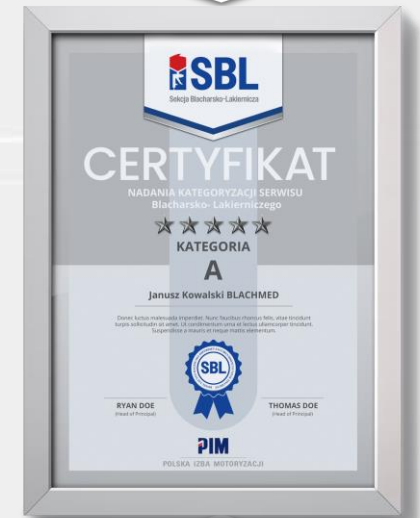 SBL
Sekcja Blacharsko-Lakiernicza
CERTYFIKAT
NADANIA KATEGORYZACJI SERWISU
Blacharsko- Lakierniczego
KATEGORIA
A
Janusz Kowalski BLACHMED
Donec luctus malesuada imperdiet. Nunc faucibus rhoncus felis, vitae tincidunt
turpis sollicitudin sit amet. Ut condimentum urna et lectus ullamcorper tincidunt.
Suspendisse a mauris et neque mattis elementum.
SBL
RYAN DOE
(Head of Principal)
THOMAS DOE
(Head of Principal)
PIM
POLSKA IZBA MOTORYZACJI